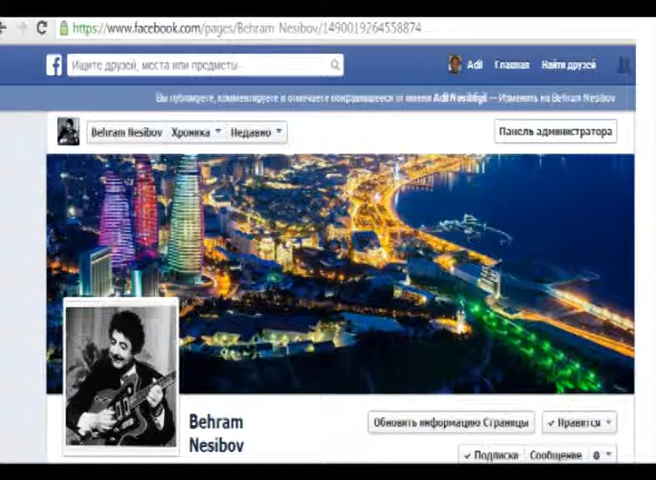 https://www.facebook.com/pages/Behram-Nesibov/1490019264558874
f
Ищите друзей, места или предметы
Adil Главная Найти друзей
Вы публикуете, комментируете и отмечаете понравившееся от имени Adil — Изменить на Behram Nesibov
Behram Nesibov Хроника Недавно
Панель администратора
Behram
Nesibov
Обновить информацию Страницы
✓ Нравится
✓ Подписки Сообщение